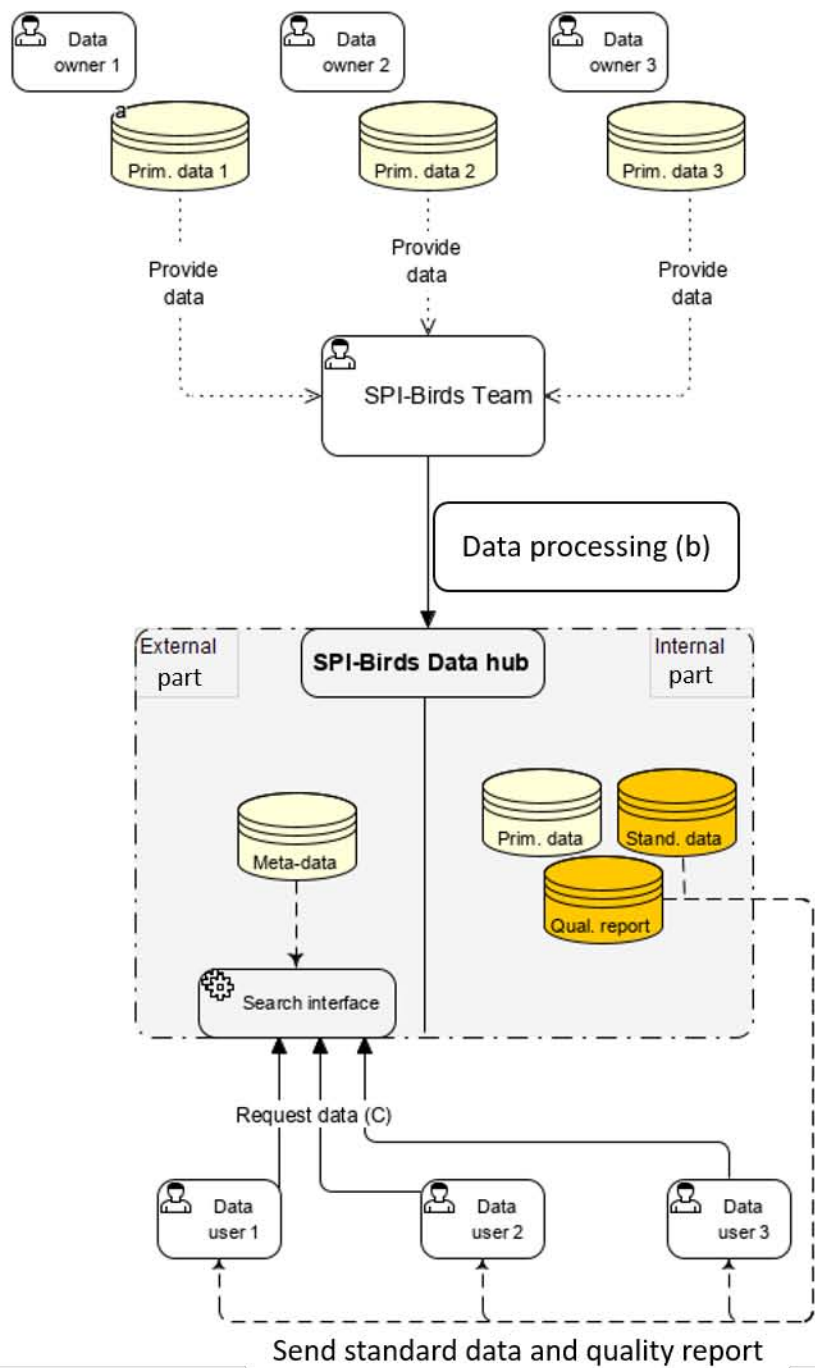 Data
owner 1
Data
owner 2
Data
owner 3
a
Prim. data 1
Prim. data 2
Prim. data 3
Provide
data
Provide
data
Provide
data
SPI-Birds Team
Data processing (b)
External
part
SPI-Birds Data hub
Internal
part
Meta-data
Prim. data
Stand. data
Qual. report
Search interface
Request data (C)
Data
user 1
Data
user 2
Data
user 3
Send standard data and quality report